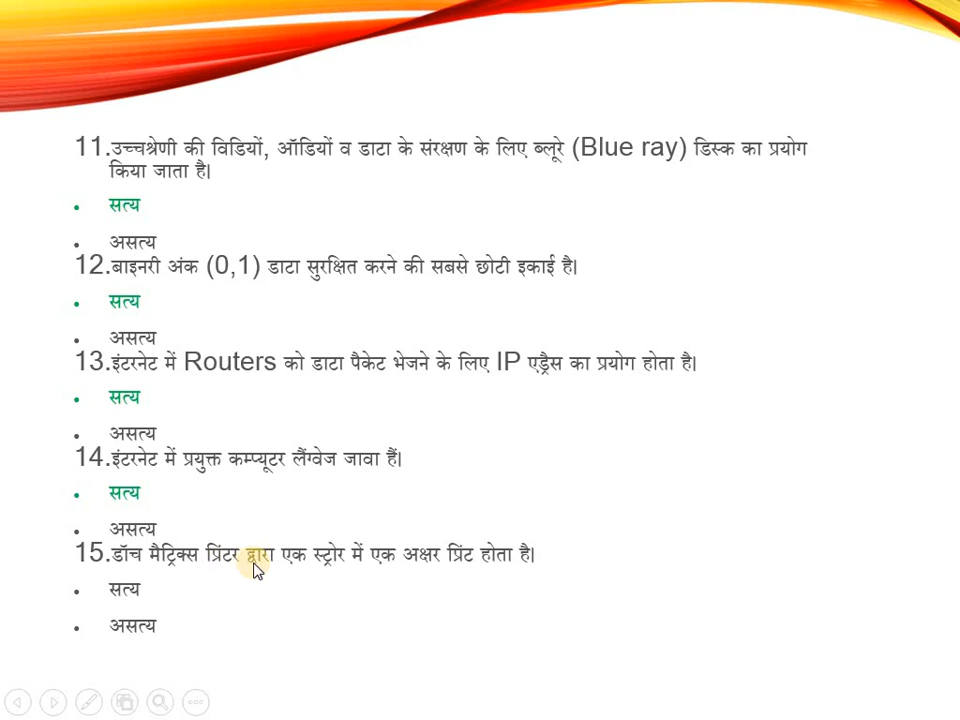 11.उच्चश्रेणी की विडियों, ऑडियों व डाटा के संरक्षण के लिए ब्लूरे (Blue ray) डिस्क का प्रयोग
किया जाता है।
• सत्य
• असत्य
12.बाइनरी अंक (0,1) डाटा सुरक्षित करने की सबसे छोटी इकाई है।
• सत्य
• असत्य
13.इंटरनेट में Routers को डाटा पैकेट भेजने के लिए IP एड्रैस का प्रयोग होता है।
• सत्य
• असत्य
14.इंटरनेट में प्रयुक्त कम्प्यूटर लैंग्वेज जावा हैं।
• सत्य
• असत्य
15.डॉच मैट्रिक्स प्रिंटर द्वारा एक स्ट्रोर में एक अक्षर प्रिंट होता है।
• सत्य
• असत्य